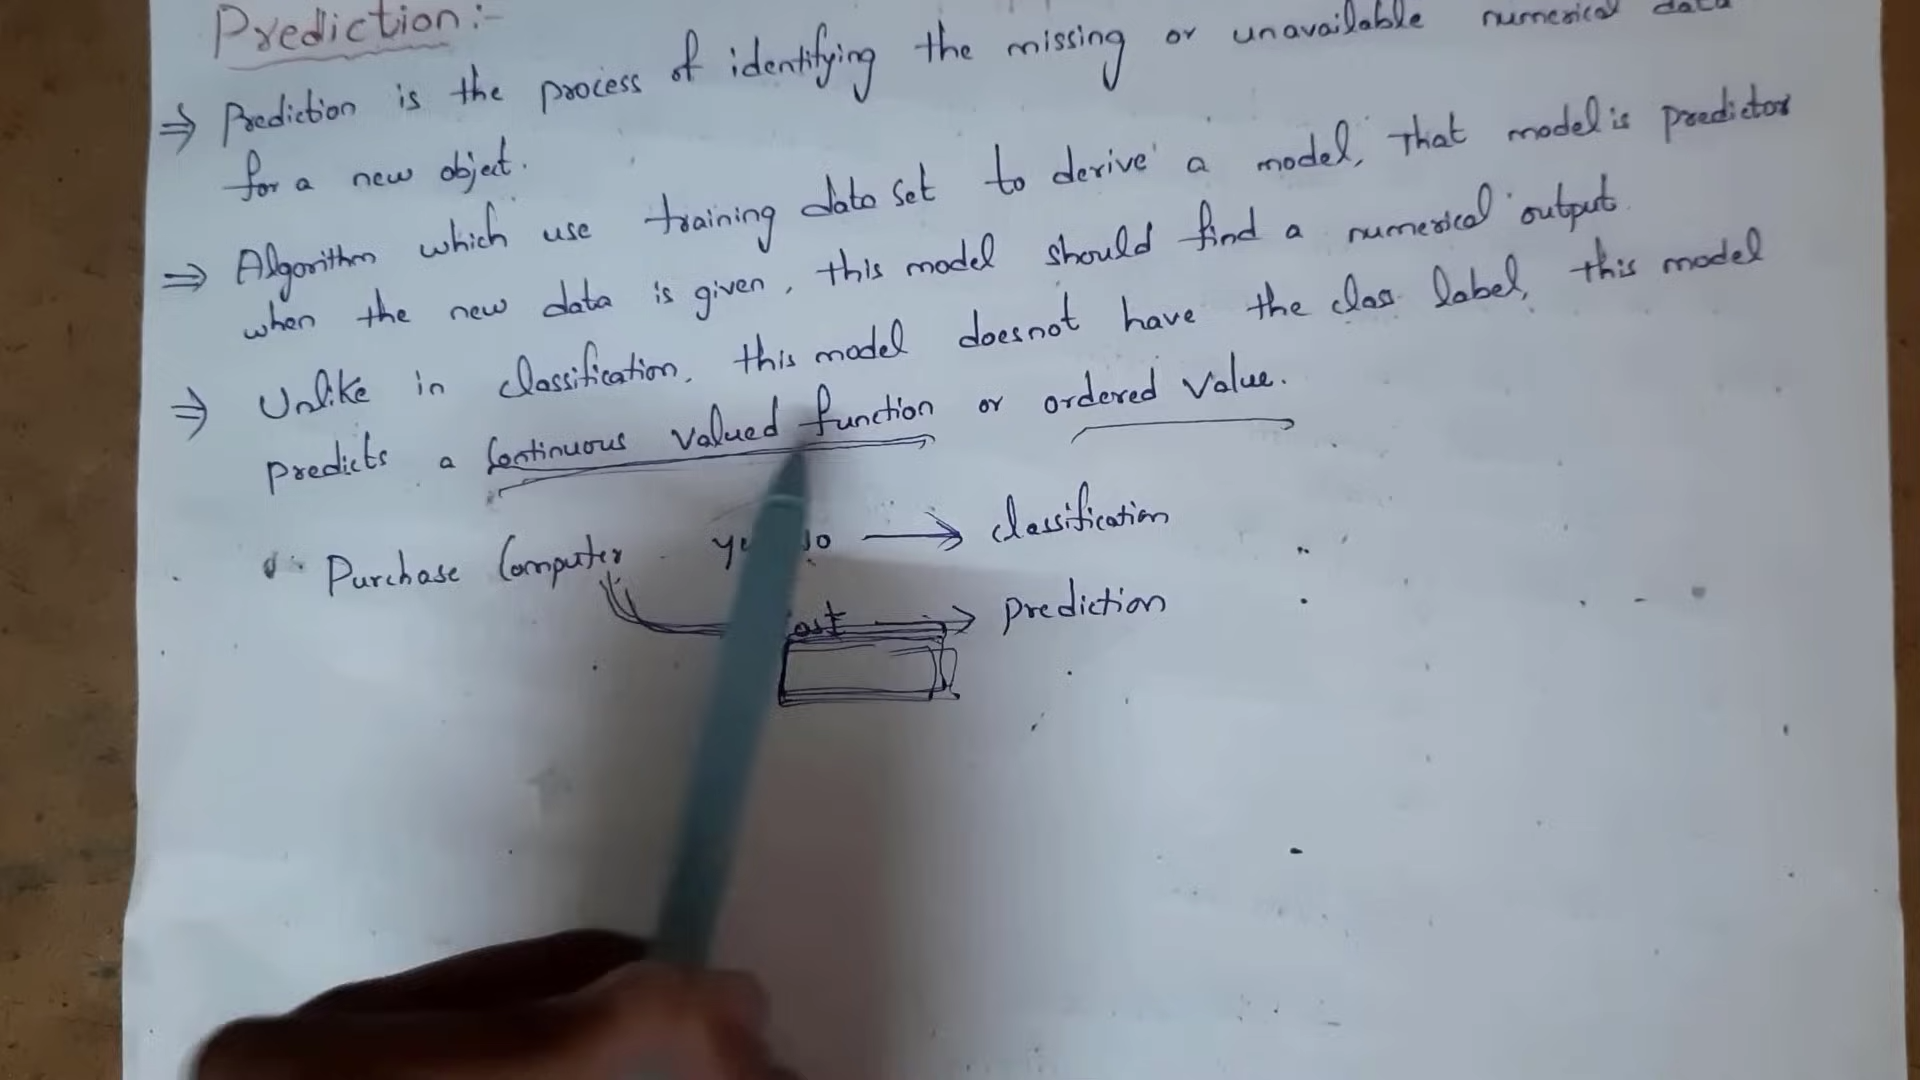 Prediction :-
⇒ Prediction is the process of identifying the missing or unavailable numerical data
for a new object.
⇒ Algorithm which use training data set to derive a model, That model is predictor
when the new data is given, this model should find a numerical output.
⇒ Unlike in classification, this model doesnot have the class label, this model
predicts a Continuous Valued function or ordered Value.
Purchase Computer → classification
→ prediction